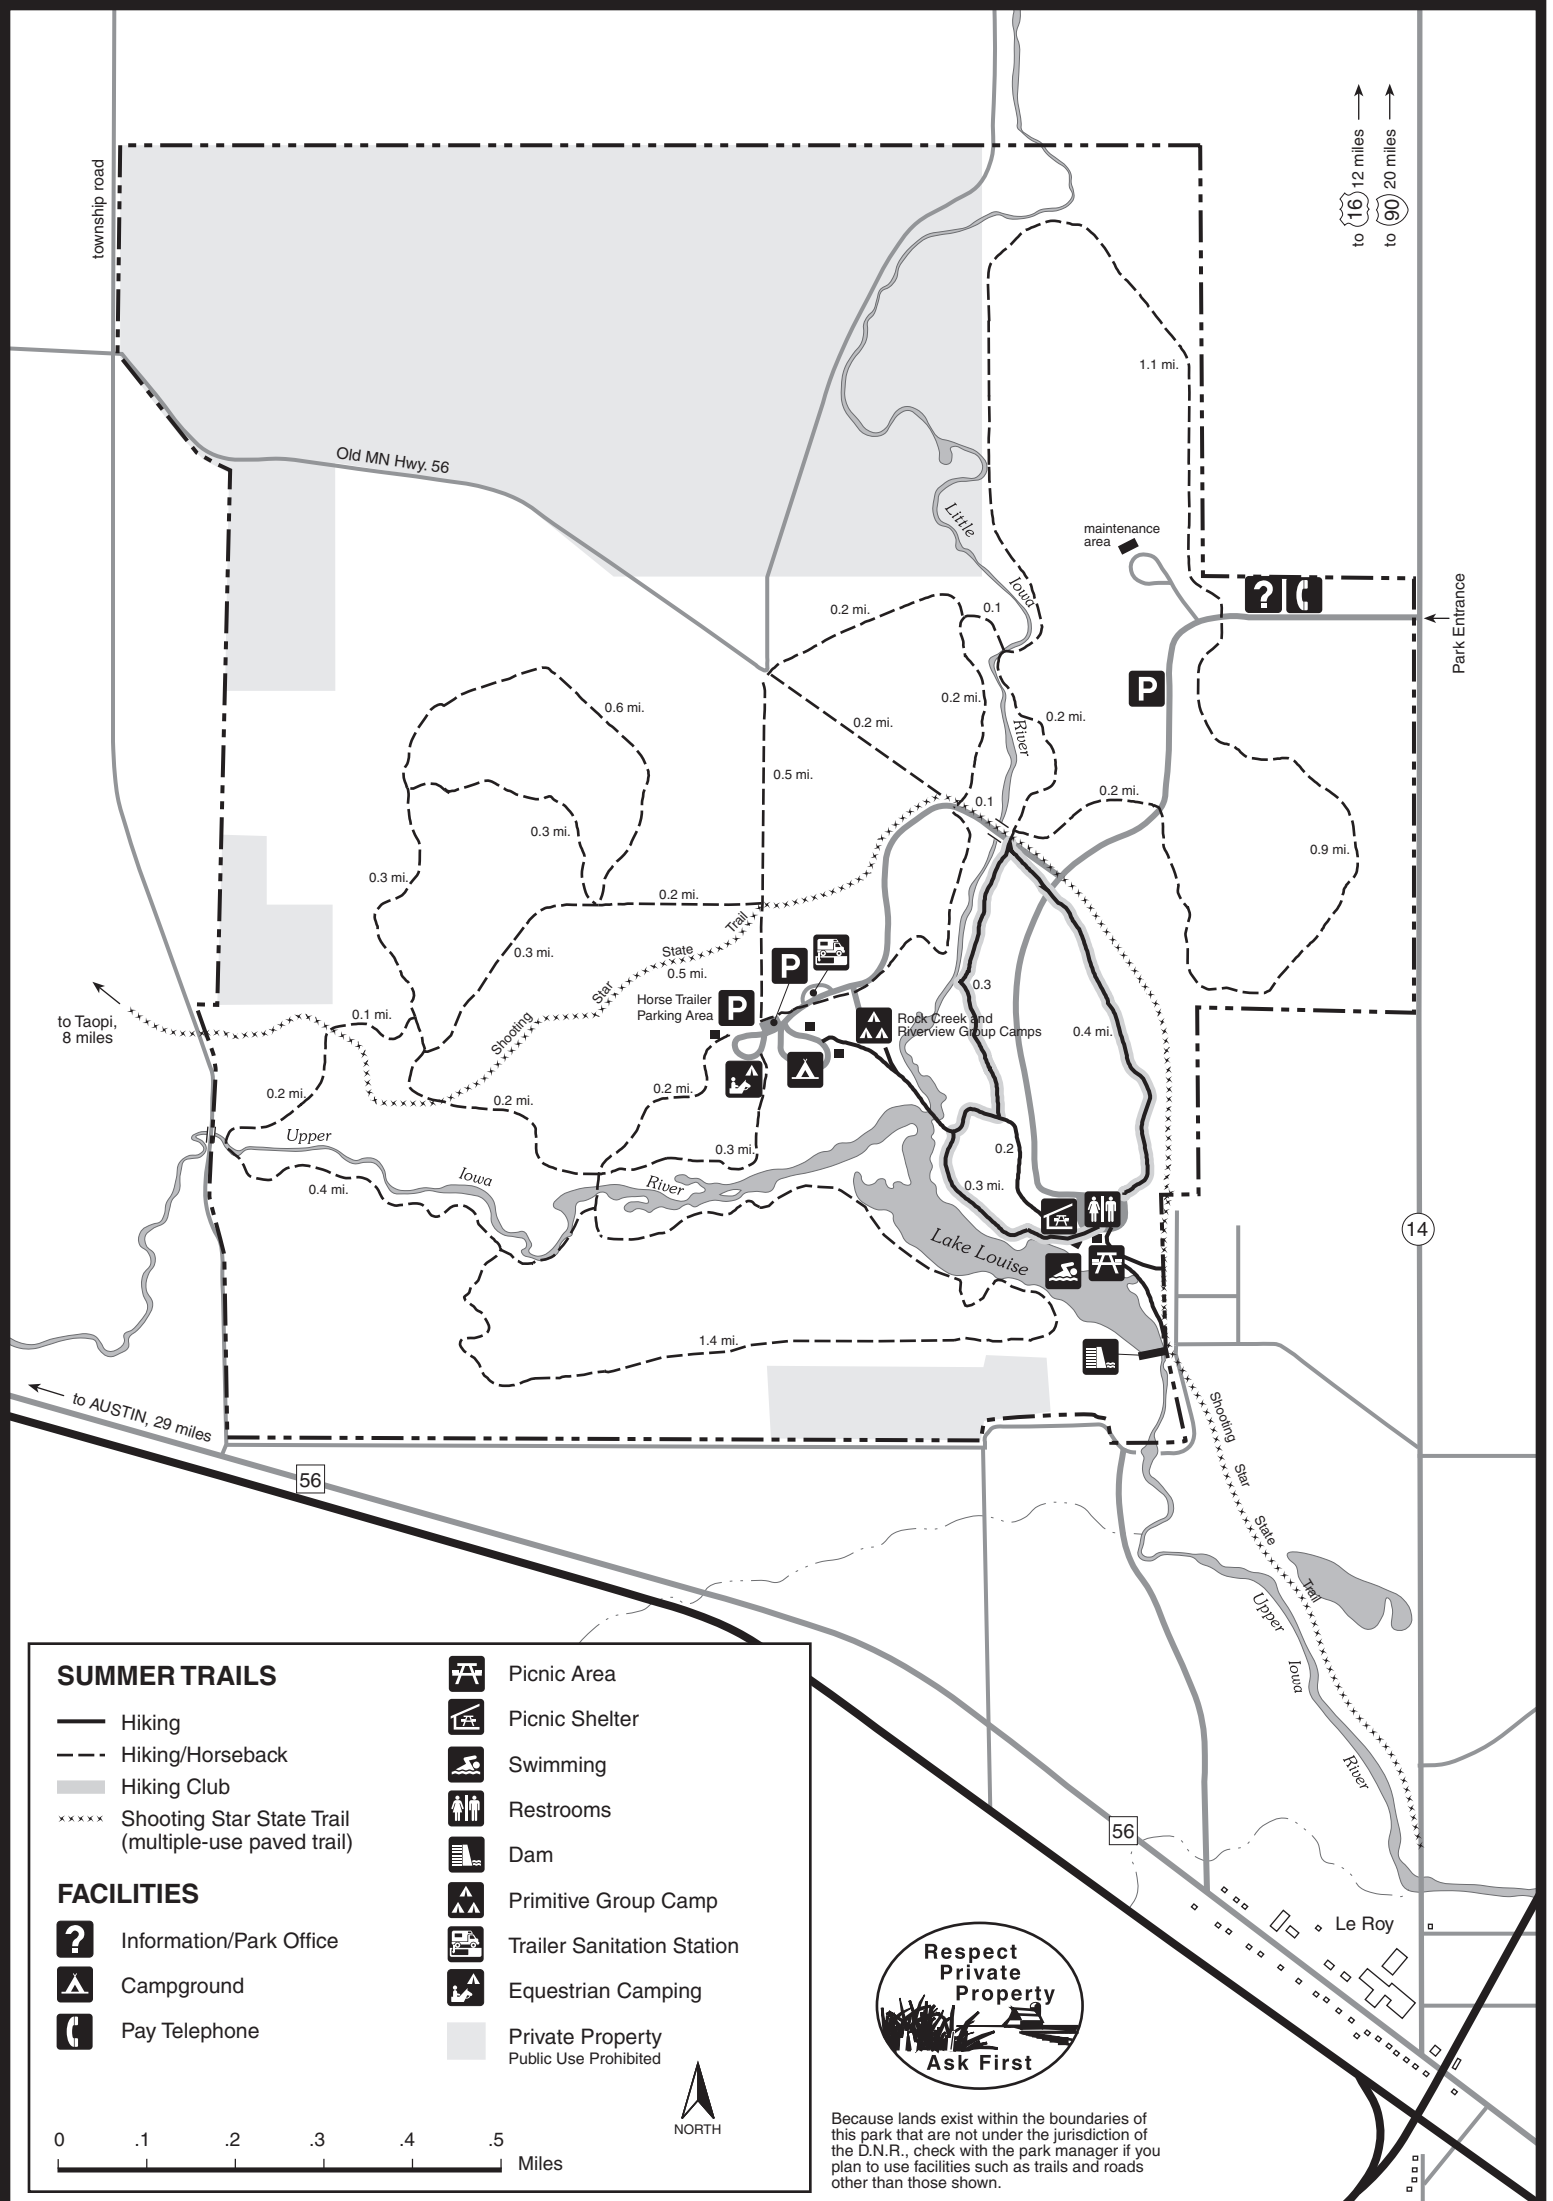 township road
to 16 12 miles
to 90 20 miles
1.1 mi.
Old MN Hwy. 56
Little
Iowa
River
maintenance
area
?
Park Entrance
P
0.2 mi.
0.1
0.2 mi.
0.2 mi.
0.2 mi.
0.6 mi.
0.5 mi.
0.1
0.2 mi.
0.3 mi.
0.9 mi.
0.3 mi.
0.2 mi.
0.3 mi.
Shooting
Star
State
Trail
0.5 mi.
P
Horse Trailer
Parking Area
P
0.3
Rock Creek and
Riverview Group Camps
0.4 mi.
to Taopi,
8 miles
0.1 mi.
0.2 mi.
0.2 mi.
0.2 mi.
0.3 mi.
0.2
0.3 mi.
Upper
Iowa
River
0.4 mi.
Lake Louise
14
1.4 mi.
to AUSTIN, 29 miles
56
Shooting
Star
State
Trail
Upper
Iowa
River
56
Le Roy
SUMMER TRAILS
Hiking
Hiking/Horseback
Hiking Club
Shooting Star State Trail
(multiple-use paved trail)
FACILITIES
?
Information/Park Office
Campground
Pay Telephone
Picnic Area
Picnic Shelter
Swimming
Restrooms
Dam
Primitive Group Camp
Trailer Sanitation Station
Equestrian Camping
Private Property
Public Use Prohibited
NORTH
0 .1 .2 .3 .4 .5
Miles
Respect
Private
Property
Ask First
Because lands exist within the boundaries of
this park that are not under the jurisdiction of
the D.N.R., check with the park manager if you
plan to use facilities such as trails and roads
other than those shown.